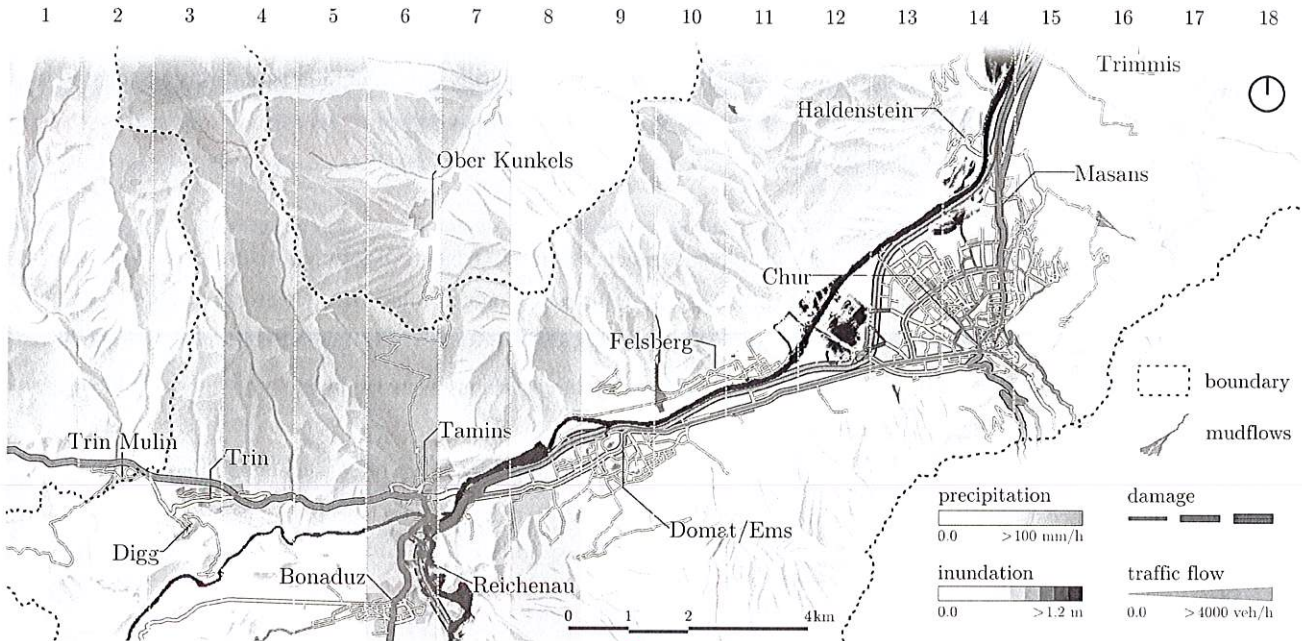 1 2 3 4 5 6 7 8 9 10 11 12 13 14 15 16 17 18
Trimmis
Haldenstein
Ober Kunkels
Masans
Chur
Felsberg
boundary
Tamins
mudflows
Trin Mulin
Trin
precipitation
damage
0.0 >100 mm/h
Domat/Ems
Digg
Bonaduz
Reichenau
inundation
traffic flow
0 1 2 4km
0.0 >1.2 m
0.0 >4000 veh/h